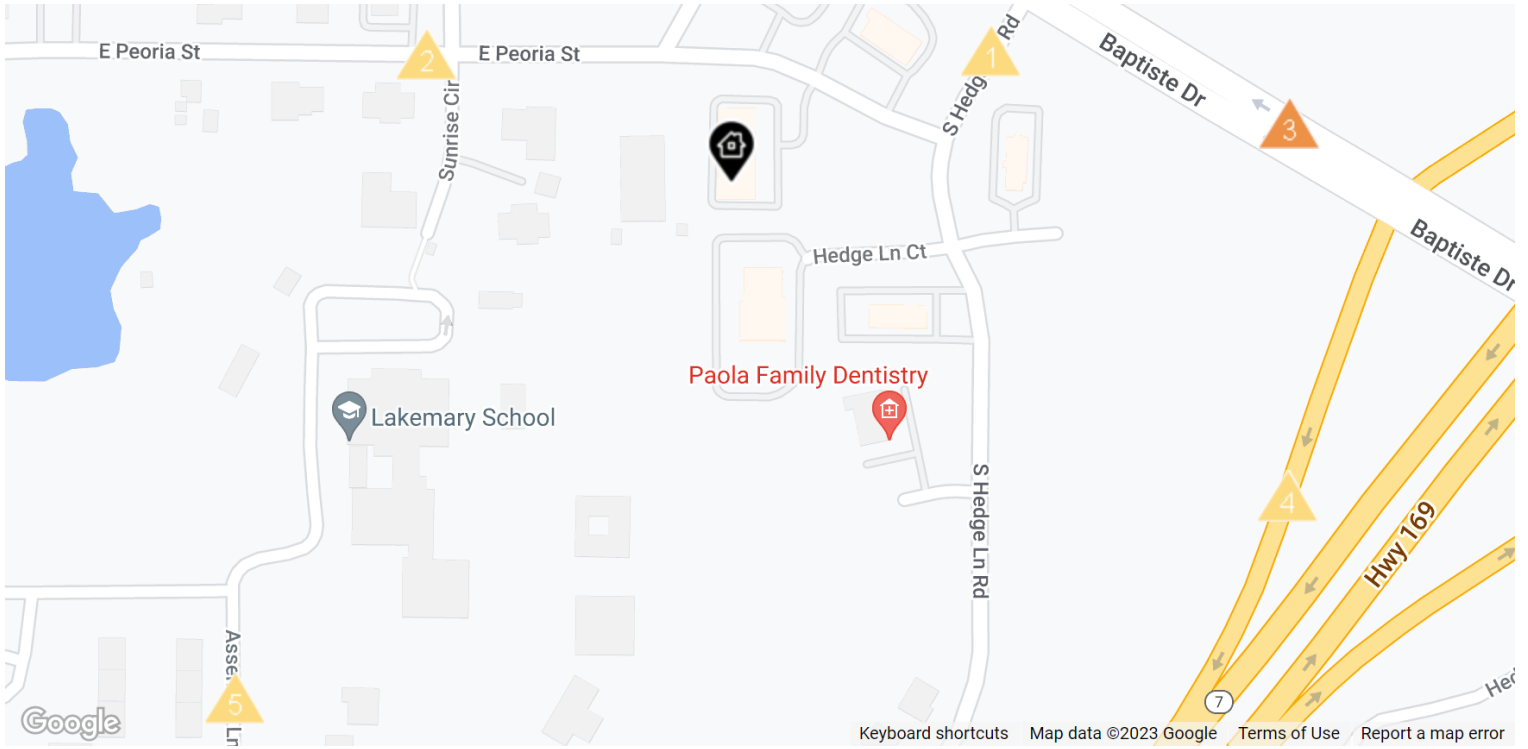 E Peoria St
2
E Peoria St
1
S Hedge Rd
Baptiste Dr
3
Sunrise Cir
Baptiste Dr
Hedge Ln Ct
Paola Family Dentistry
Lakemary School
S Hedge Ln Rd
4
Hwy 169
Asse
Ln
5
7
Hed
Google
Keyboard shortcuts
Map data ©2023 Google
Terms of Use
Report a map error